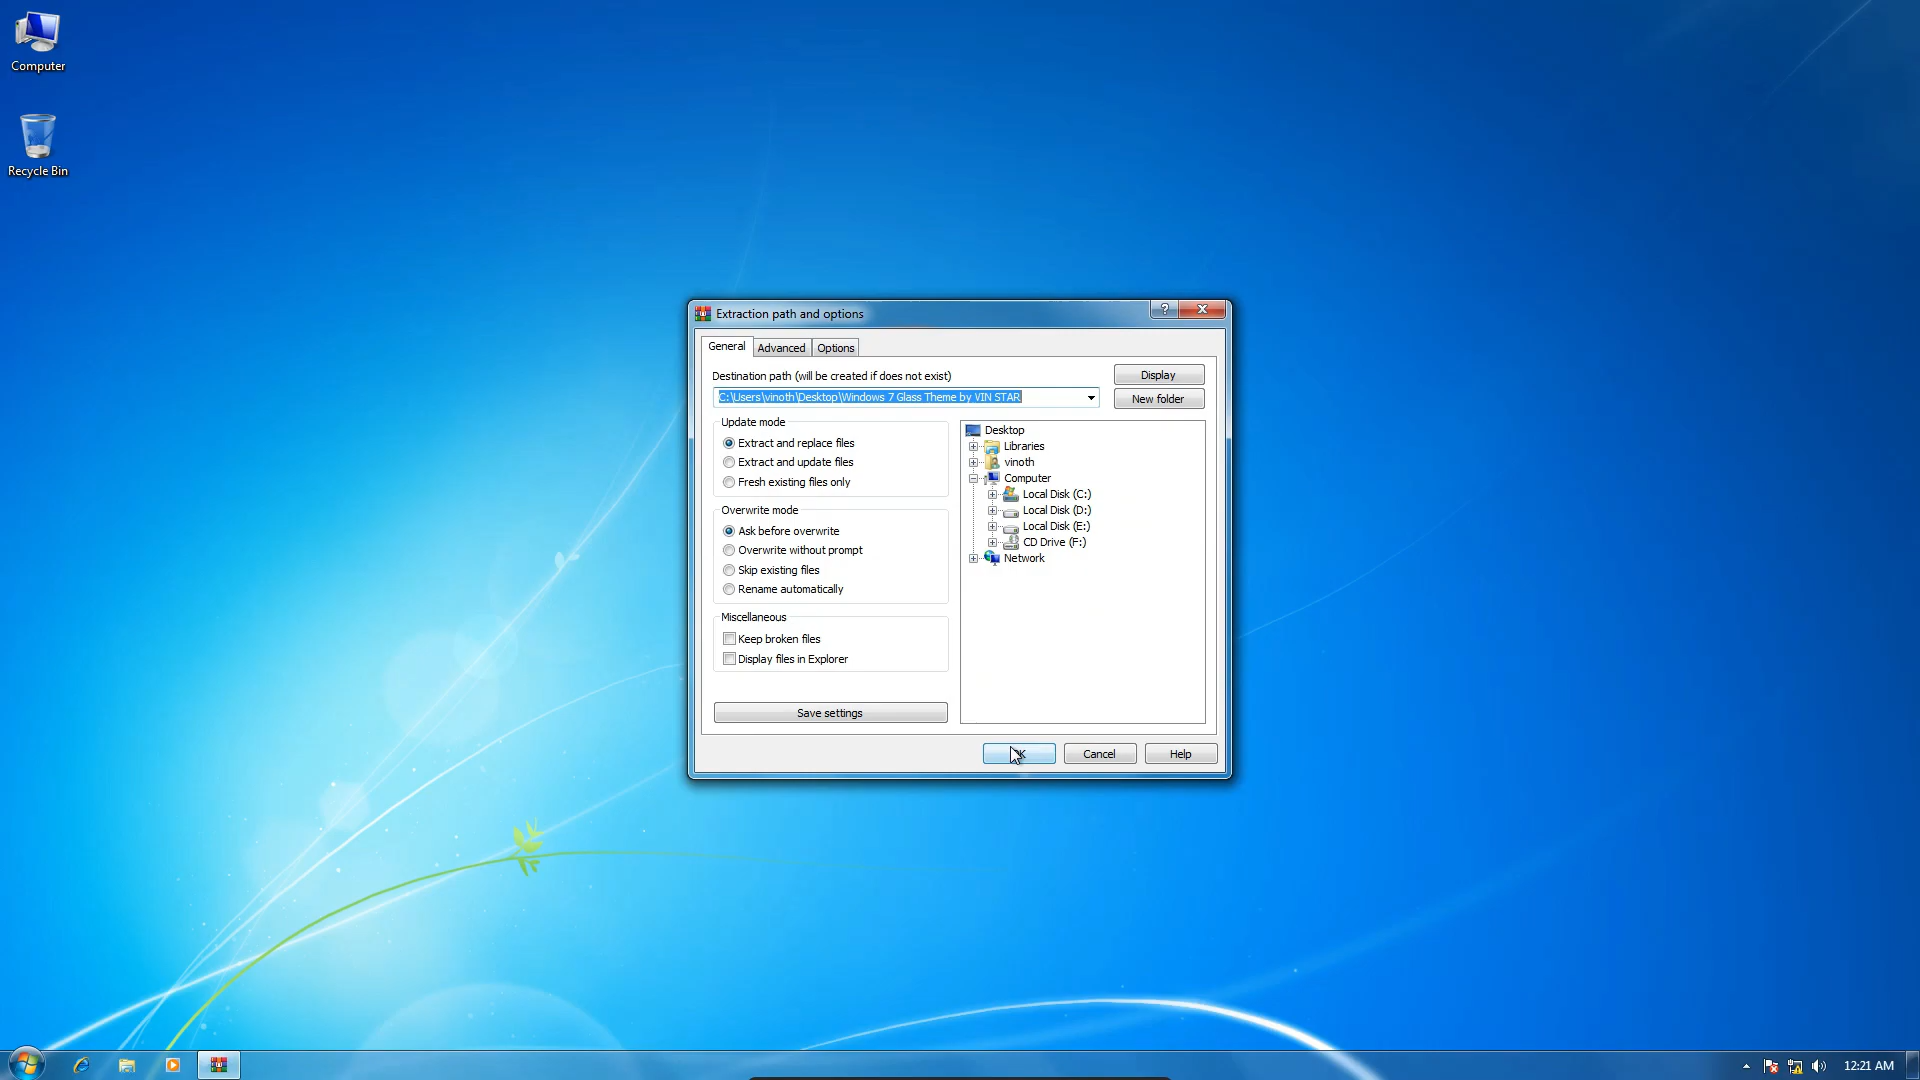 Computer
Recycle Bin
Extraction path and options
?
General Advanced Options
Destination path (will be created if does not exist)
Display
C:\Users\vinoth\Desktop\Windows 7 Glass Theme by VIN STAR
New folder
Update mode
Extract and replace files
Extract and update files
Fresh existing files only
Overwrite mode
Ask before overwrite
Overwrite without prompt
Skip existing files
Rename automatically
Miscellaneous
Keep broken files
Display files in Explorer
Save settings
Desktop
Libraries
vinoth
Computer
Local Disk (C:)
Local Disk (D:)
Local Disk (E:)
CD Drive (F:)
Network
Cancel
Help
12:21 AM